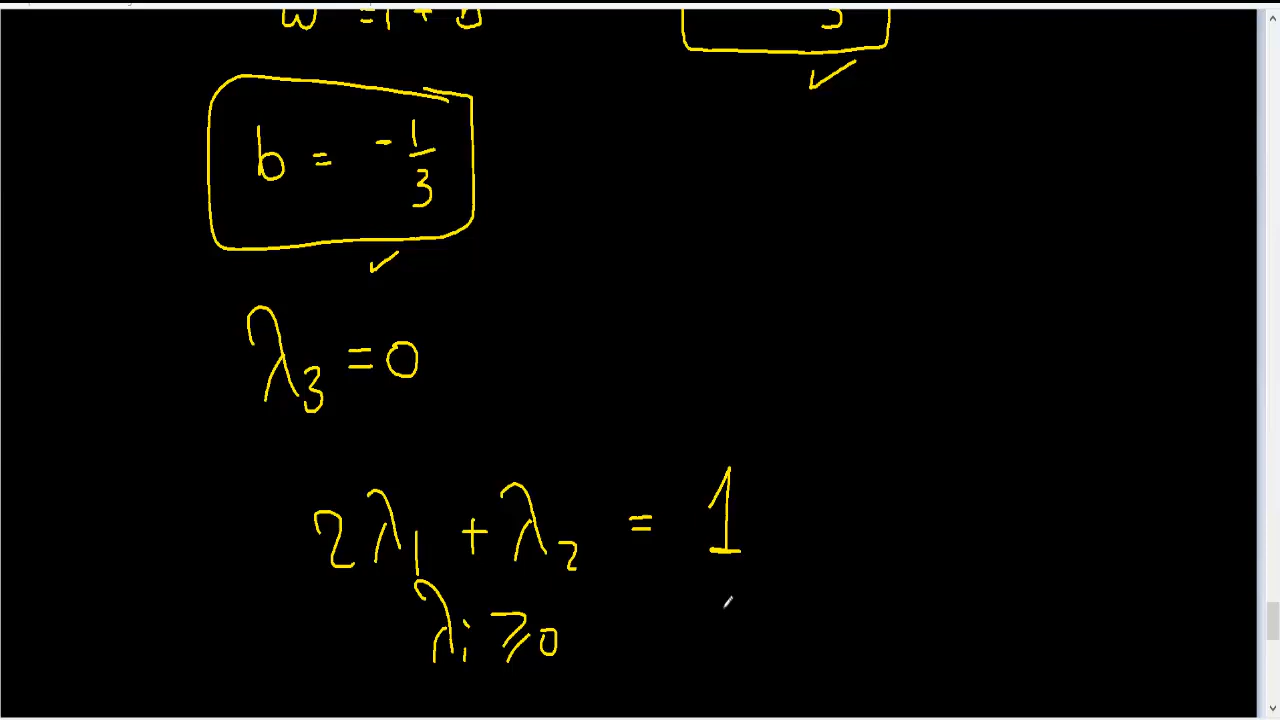 b = -1/3
λ₃ = 0
2λ₁ + λ₂ = 1
λi ⩾ 0